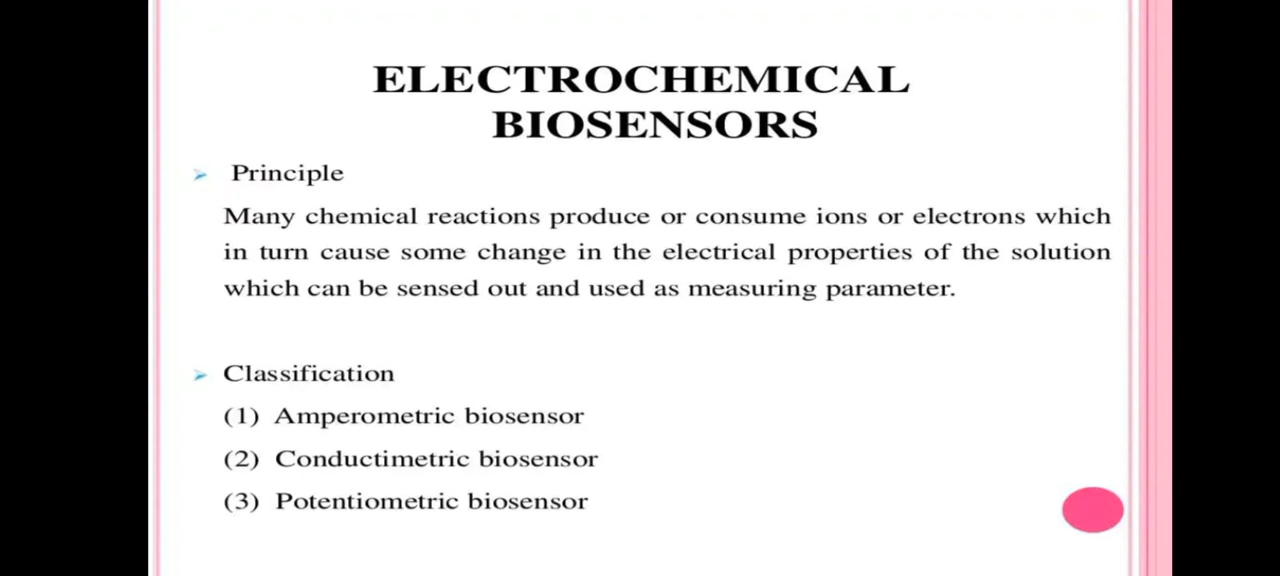 ELECTROCHEMICAL
BIOSENSORS
Principle
Many chemical reactions produce or consume ions or electrons which
in turn cause some change in the electrical properties of the solution
which can be sensed out and used as measuring parameter.
Classification
(1) Amperometric biosensor
(2) Conductimetric biosensor
(3) Potentiometric biosensor